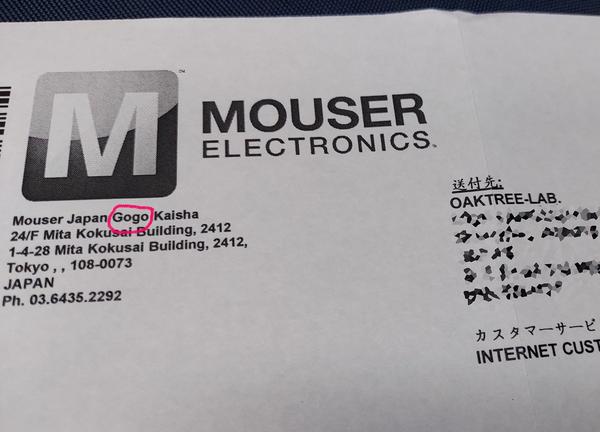 M
MOUSER
ELECTRONICS
Mouser Japan Gogo Kaisha
24/F Mita Kokusai Building, 2412
1-4-28 Mita Kokusai Building, 2412,
Tokyo , , 108-0073
JAPAN
Ph. 03.6435.2292
送付先:
OAKTREE-LAB.
カスタマーサービ
INTERNET CUST